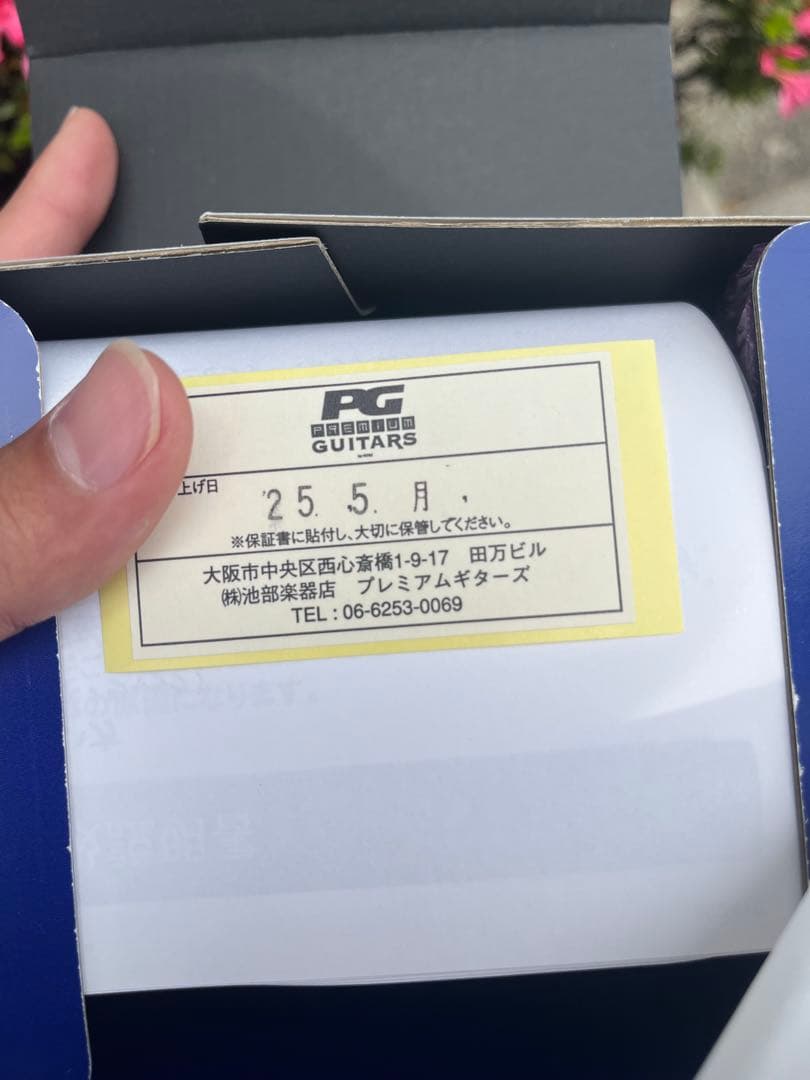 PG
PREMIUM
GUITARS
上げ日 '25. .5. 月 .
※保証書に貼付し、大切に保管してください。
大阪市中央区西心斎橋1-9-17 田万ビル
㈱池部楽器店 プレミアムギターズ
TEL : 06-6253-0069